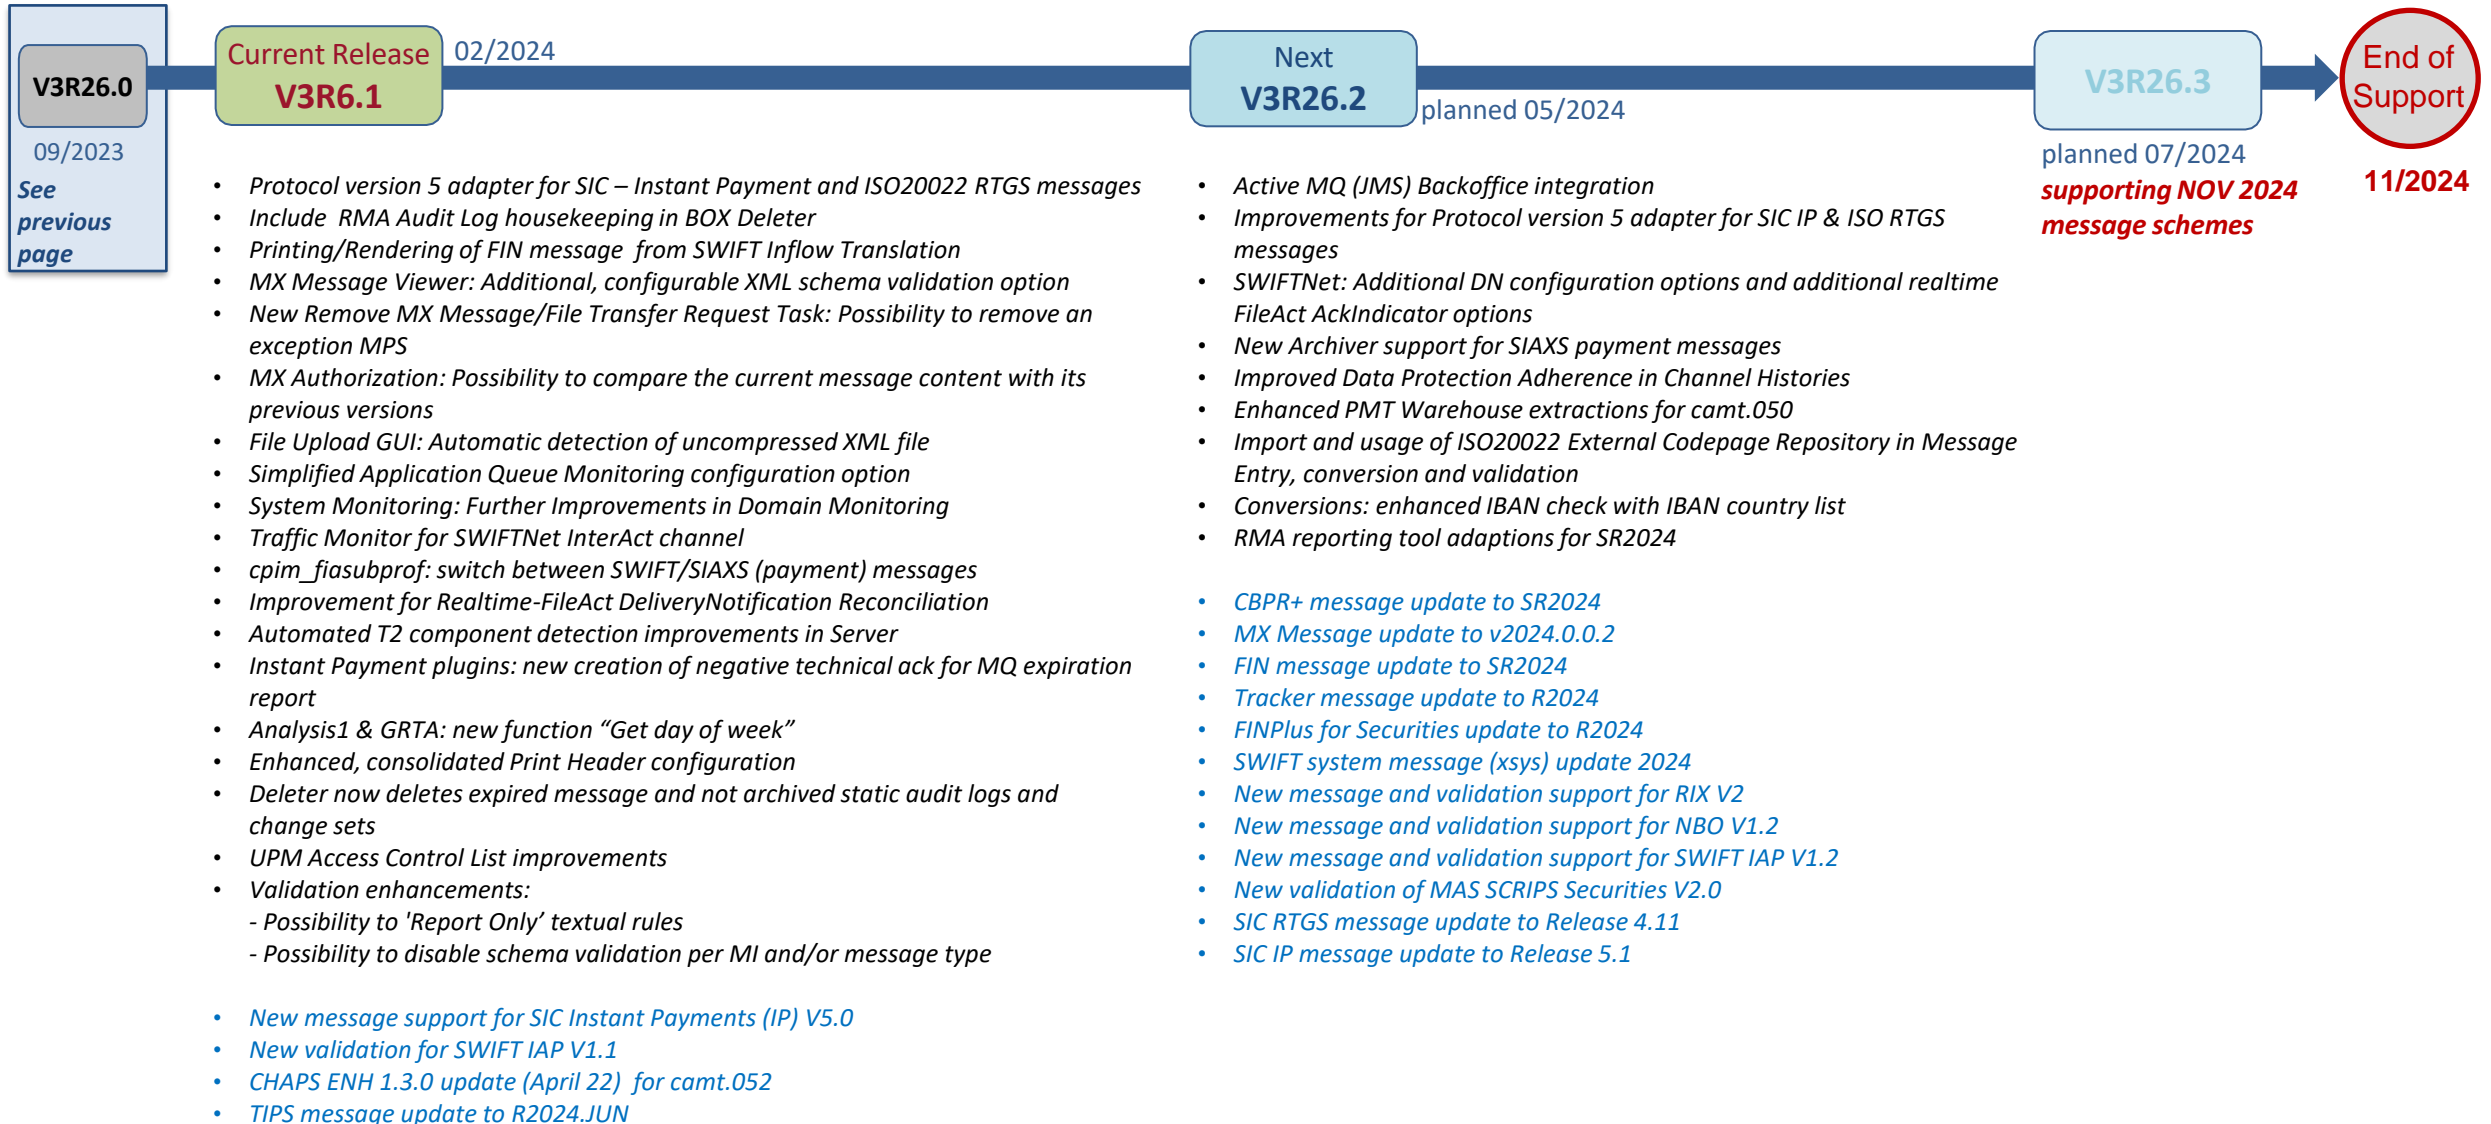 V3R26.0
09/2023
See
previous
page
Current Release
V3R6.1
02/2024
Next
V3R26.2
planned 05/2024
V3R26.3
planned 07/2024
supporting NOV 2024
message schemes
End of
Support
11/2024
• Protocol version 5 adapter for SIC – Instant Payment and ISO20022 RTGS messages
• Include RMA Audit Log housekeeping in BOX Deleter
• Printing/Rendering of FIN message from SWIFT Inflow Translation
• MX Message Viewer: Additional, configurable XML schema validation option
• New Remove MX Message/File Transfer Request Task: Possibility to remove an
exception MPS
• MX Authorization: Possibility to compare the current message content with its
previous versions
• File Upload GUI: Automatic detection of uncompressed XML file
• Simplified Application Queue Monitoring configuration option
• System Monitoring: Further Improvements in Domain Monitoring
• Traffic Monitor for SWIFTNet InterAct channel
• cpim_fiasubprof: switch between SWIFT/SIAXS (payment) messages
• Improvement for Realtime-FileAct DeliveryNotification Reconciliation
• Automated T2 component detection improvements in Server
• Instant Payment plugins: new creation of negative technical ack for MQ expiration
report
• Analysis1 & GRTA: new function “Get day of week”
• Enhanced, consolidated Print Header configuration
• Deleter now deletes expired message and not archived static audit logs and
change sets
• UPM Access Control List improvements
• Validation enhancements:
- Possibility to 'Report Only’ textual rules
- Possibility to disable schema validation per MI and/or message type
• New message support for SIC Instant Payments (IP) V5.0
• New validation for SWIFT IAP V1.1
• CHAPS ENH 1.3.0 update (April 22) for camt.052
• TIPS message update to R2024.JUN
• Active MQ (JMS) Backoffice integration
• Improvements for Protocol version 5 adapter for SIC IP & ISO RTGS
messages
• SWIFTNet: Additional DN configuration options and additional realtime
FileAct AckIndicator options
• New Archiver support for SIAXS payment messages
• Improved Data Protection Adherence in Channel Histories
• Enhanced PMT Warehouse extractions for camt.050
• Import and usage of ISO20022 External Codepage Repository in Message
Entry, conversion and validation
• Conversions: enhanced IBAN check with IBAN country list
• RMA reporting tool adaptions for SR2024
• CBPR+ message update to SR2024
• MX Message update to v2024.0.0.2
• FIN message update to SR2024
• Tracker message update to R2024
• FINPlus for Securities update to R2024
• SWIFT system message (xsys) update 2024
• New message and validation support for RIX V2
• New message and validation support for NBO V1.2
• New message and validation support for SWIFT IAP V1.2
• New validation of MAS SCRIPS Securities V2.0
• SIC RTGS message update to Release 4.11
• SIC IP message update to Release 5.1